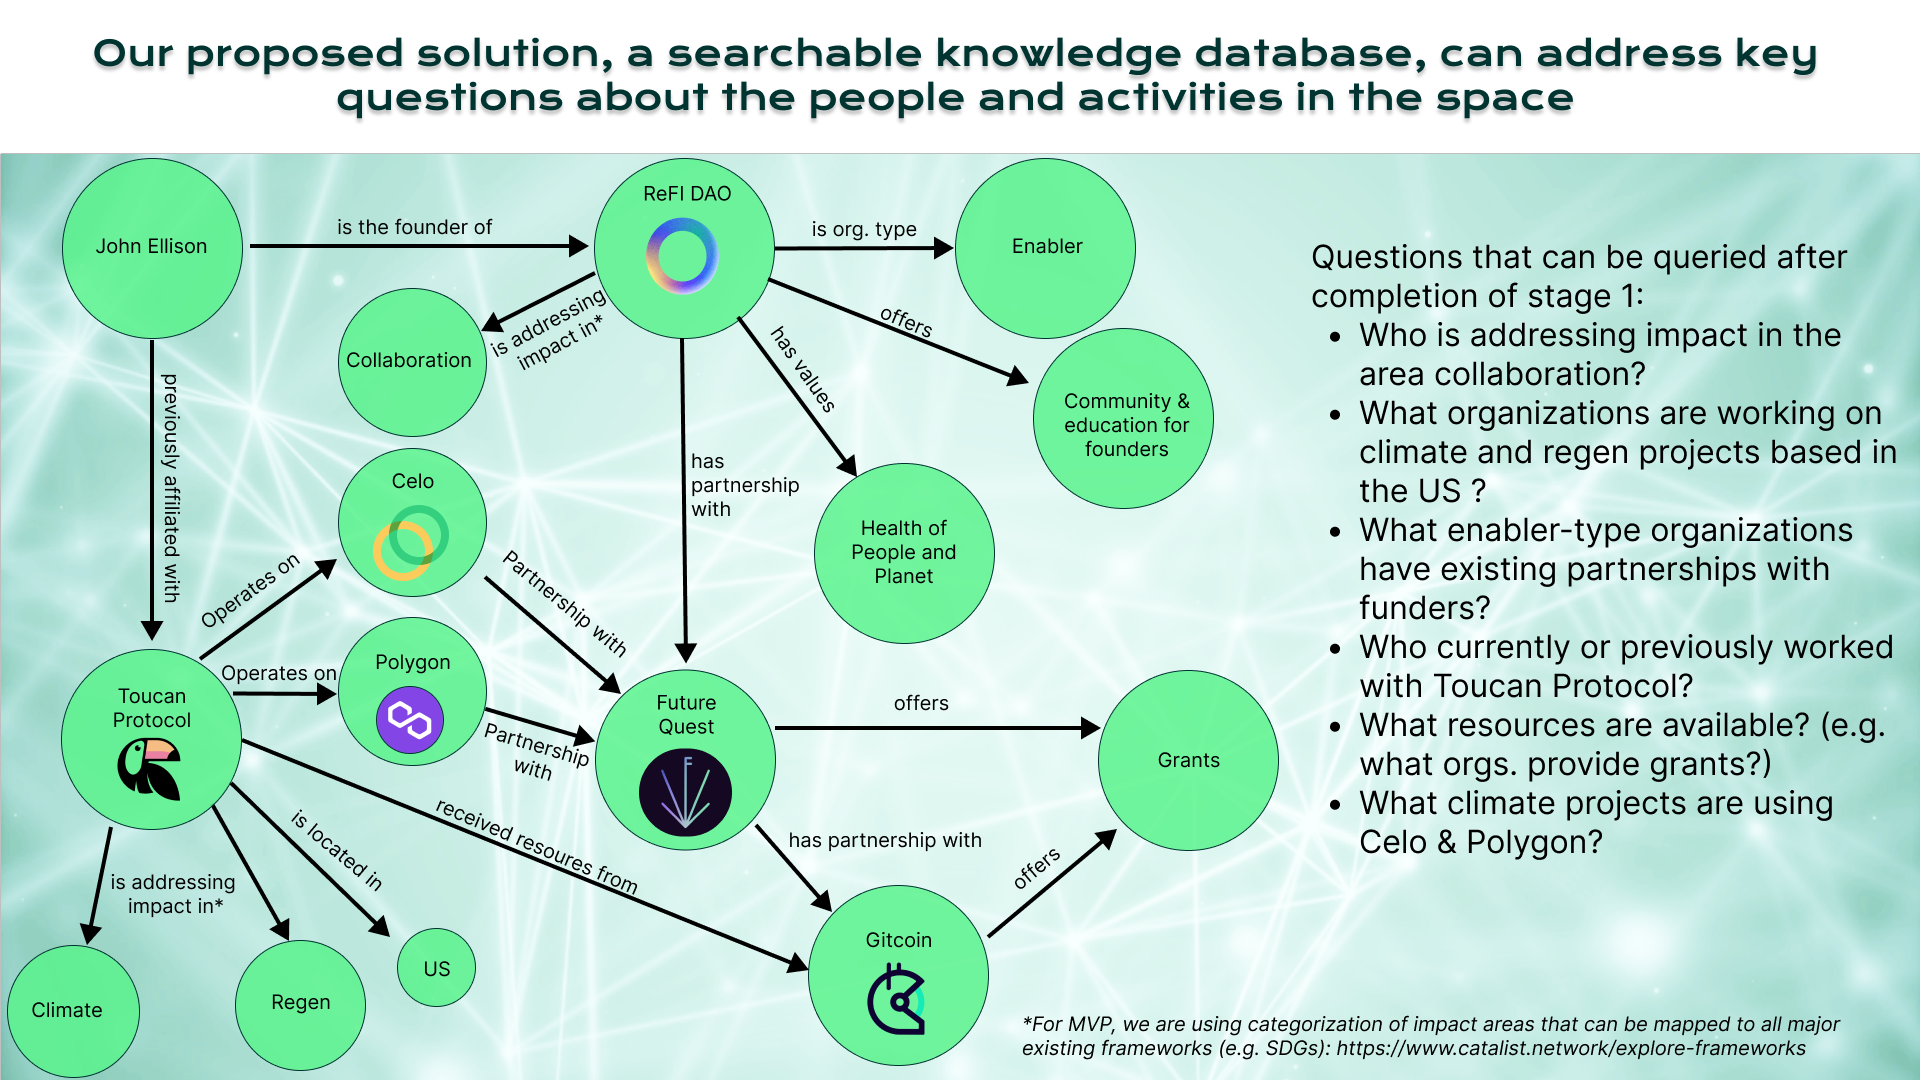 Our proposed solution, a searchable knowledge database, can address key
questions about the people and activities in the space
John Ellison
is the founder of
ReFI DAO
is org. type
Enabler
is addressing
impact in*
Collaboration
offers
Community &
education for
founders
has values
Health of
People and
Planet
has
partnership
with
previously affiliated with
Celo
Operates on
Partnership with
Operates on
Polygon
Partnership
with
Toucan
Protocol
Future
Quest
F
offers
Grants
received resoures from
is located in
is addressing
impact in*
has partnership with
offers
Gitcoin
Climate
Regen
US
Questions that can be queried after
completion of stage 1:
• Who is addressing impact in the
area collaboration?
• What organizations are working on
climate and regen projects based in
the US ?
• What enabler-type organizations
have existing partnerships with
funders?
• Who currently or previously worked
with Toucan Protocol?
• What resources are available? (e.g.
what orgs. provide grants?)
• What climate projects are using
Celo & Polygon?
*For MVP, we are using categorization of impact areas that can be mapped to all major
existing frameworks (e.g. SDGs): https://www.catalist.network/explore-frameworks